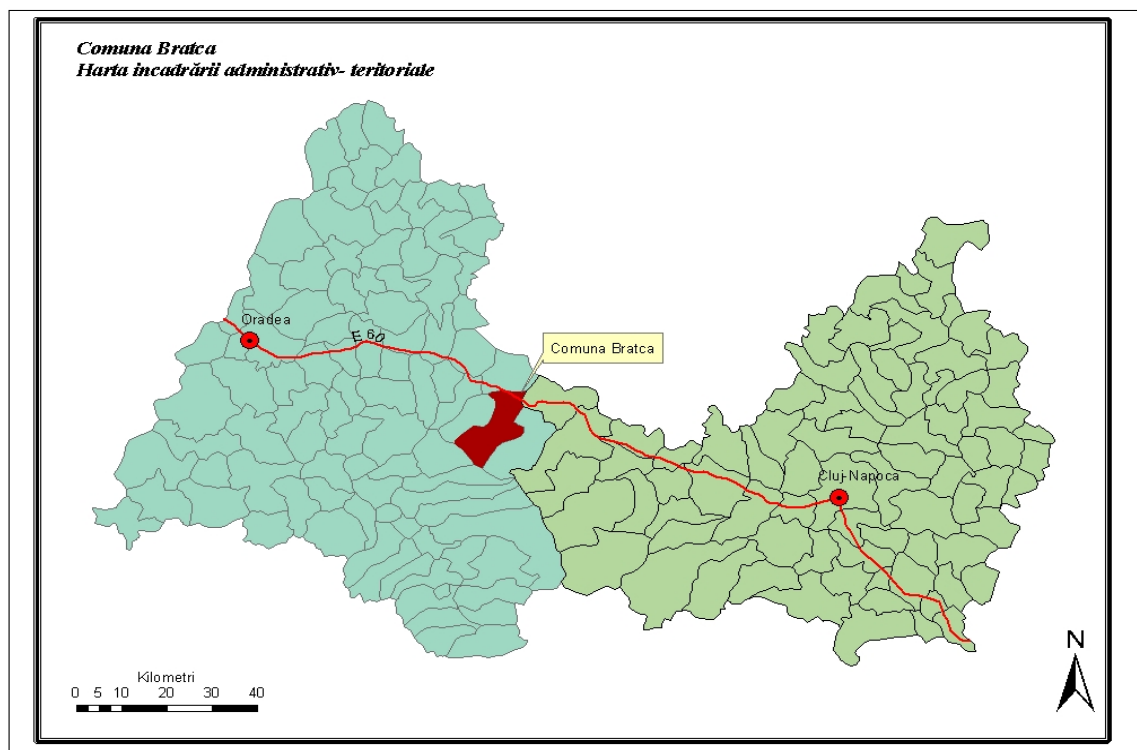 Comuna Bratca
Harta incadrării administrativ- teritoriale
Oradea
E 60
Comuna Bratca
Cluj-Napoca
N
Kilometri
0 5 10 20 30 40